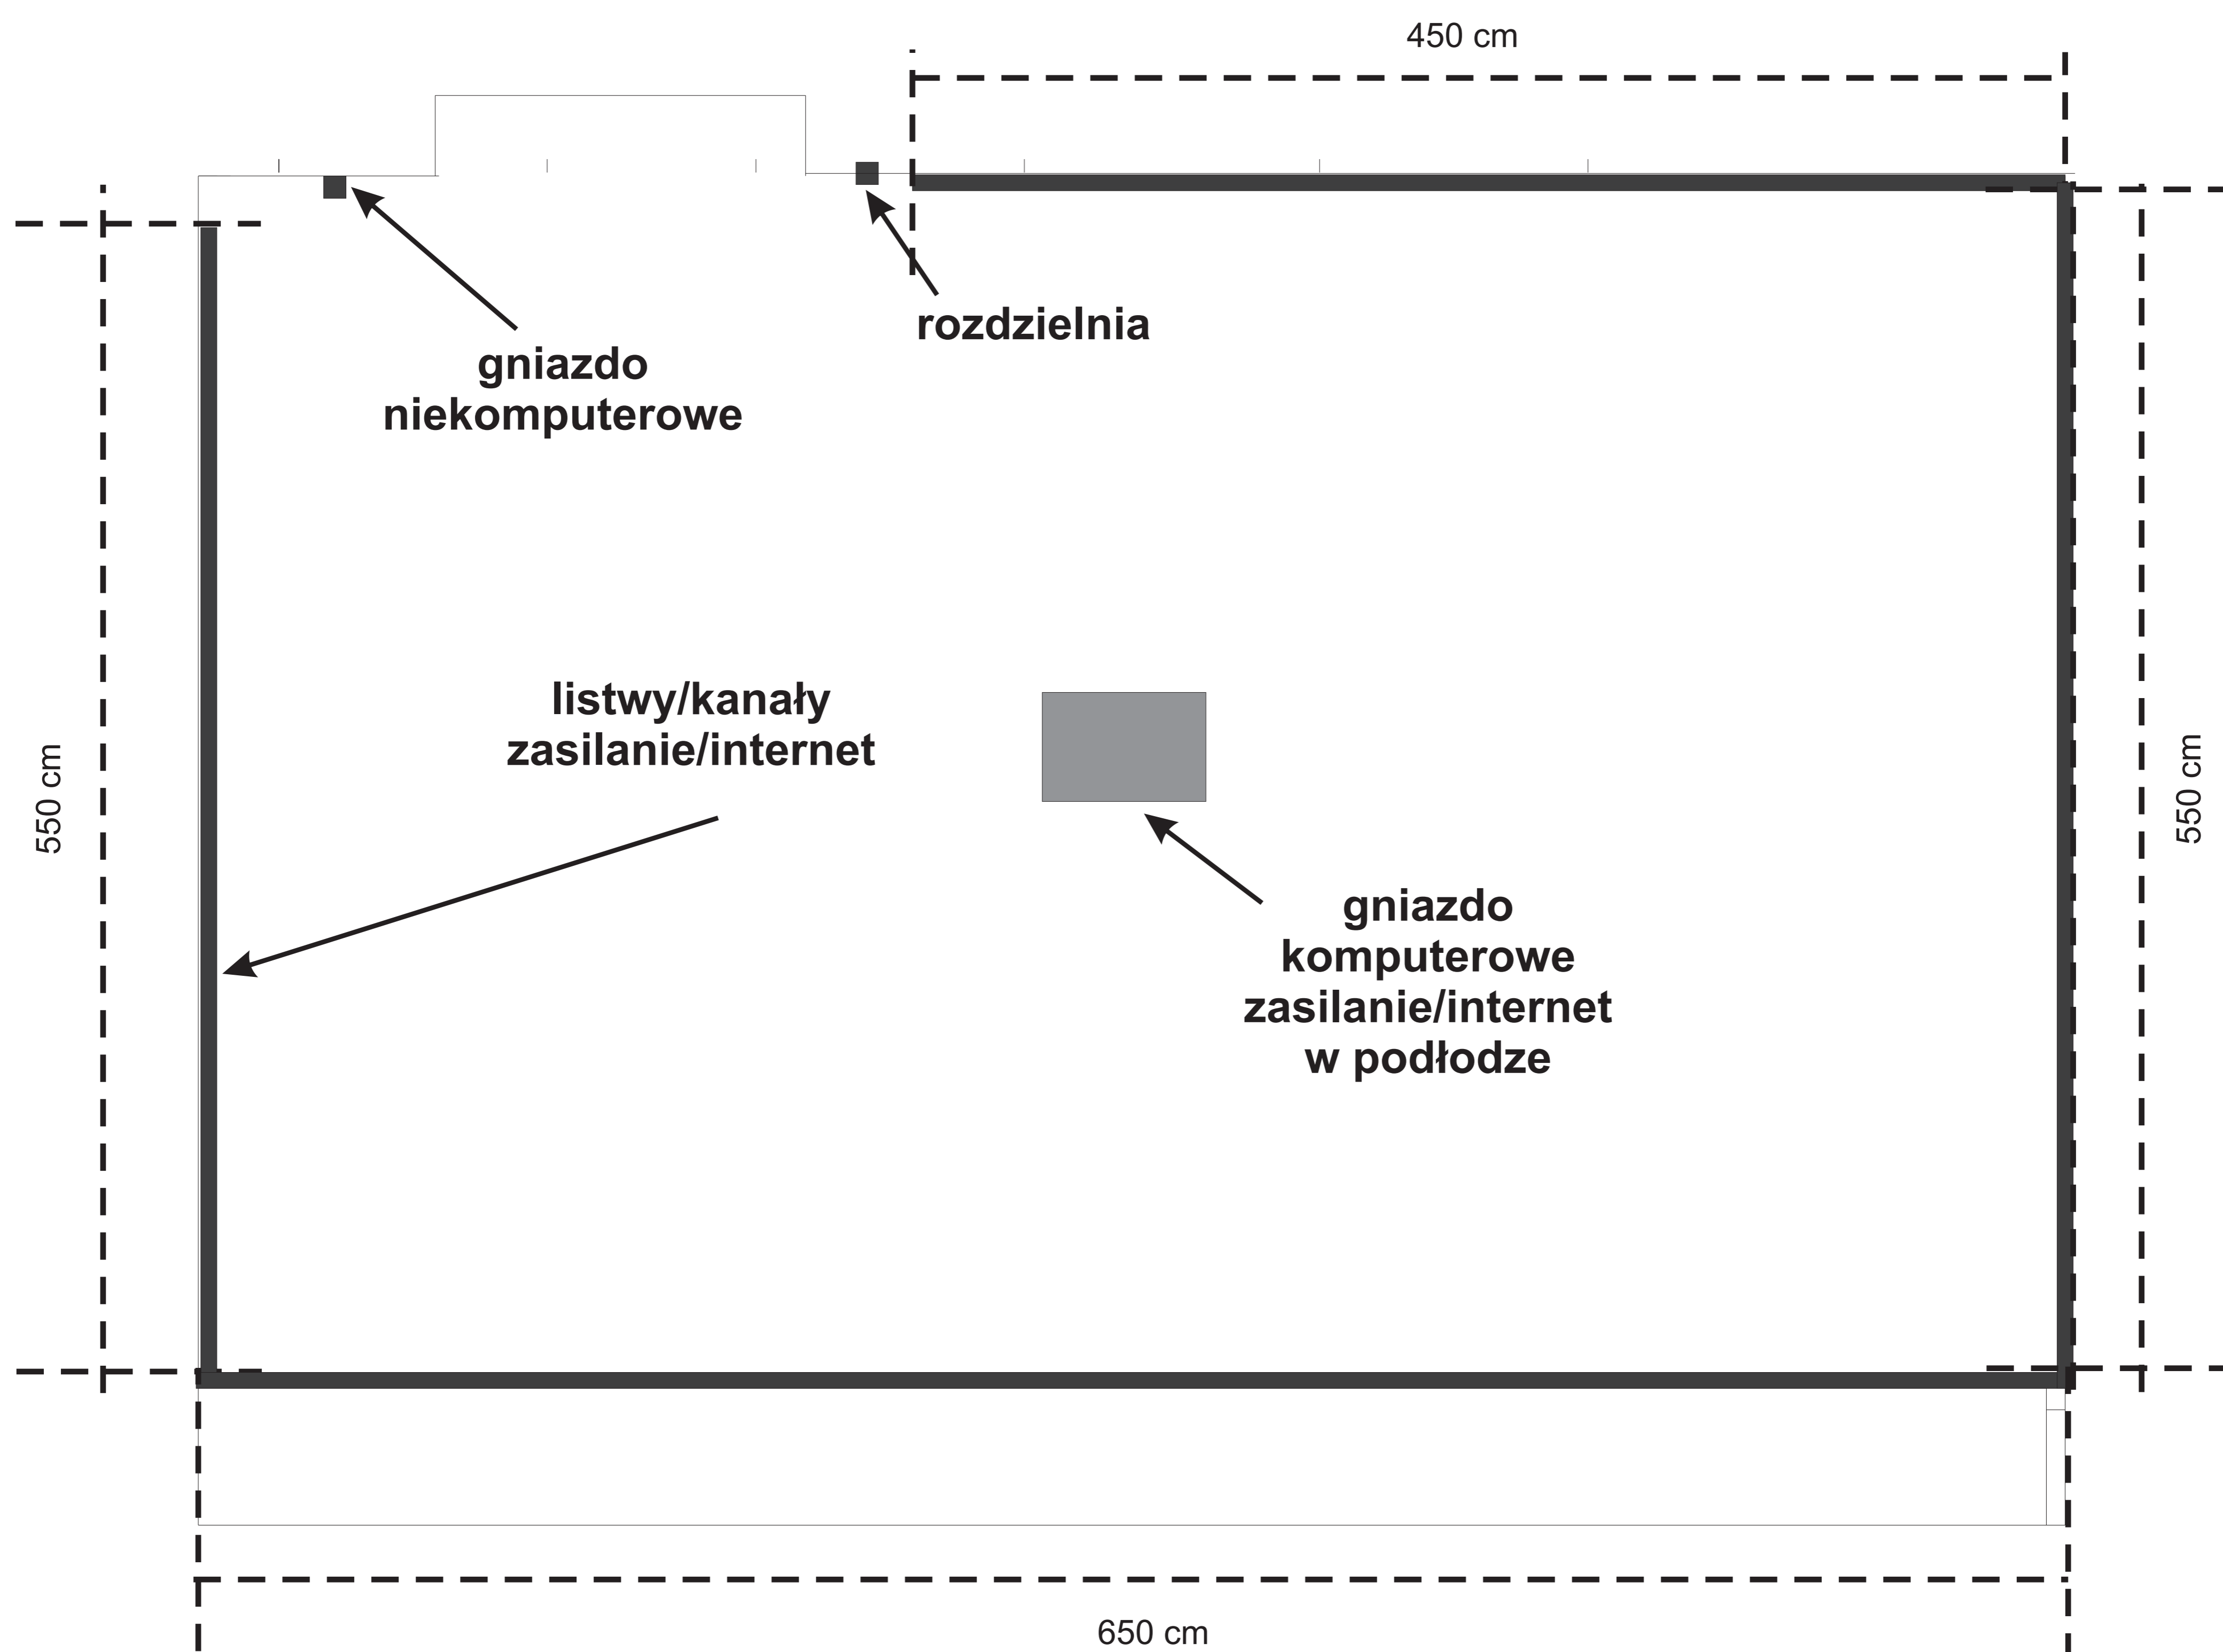 450 cm
rozdzielnia
gniazdo
niekomputerowe
listwy/kanały
zasilanie/internet
550 cm
550 cm
gniazdo
komputerowe
zasilanie/internet
w podłodze
650 cm